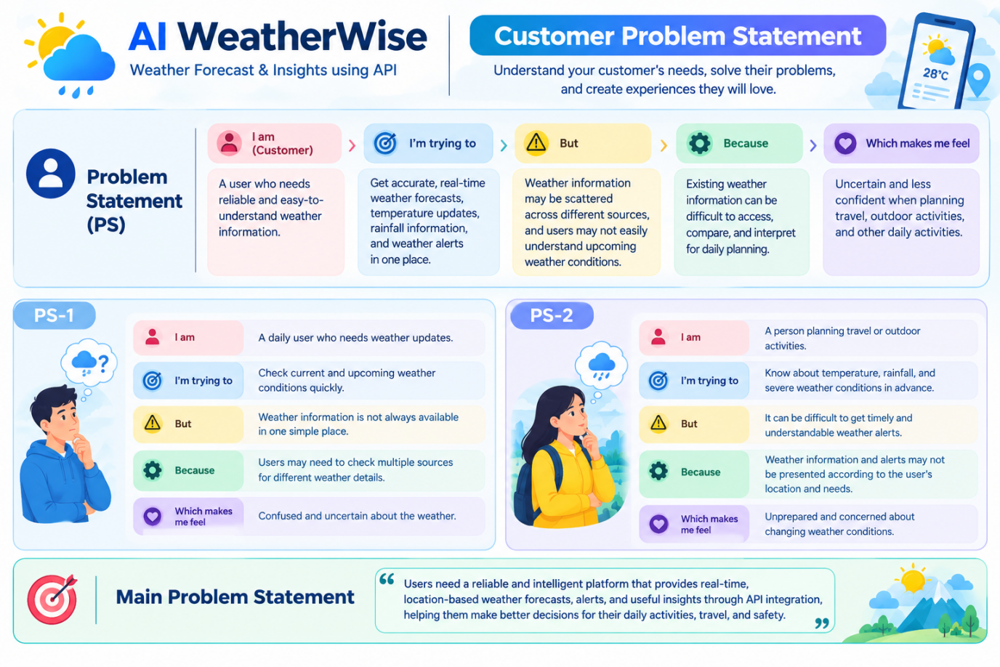 AI WeatherWise
Weather Forecast & Insights using API
Customer Problem Statement
Understand your customer's needs, solve their problems,
and create experiences they will love.
28°C
Problem
Statement
(PS)
I am
(Customer)
A user who needs
reliable and easy-to-
understand weather
information.
I'm trying to
Get accurate, real-time
weather forecasts,
temperature updates,
rainfall information,
and weather alerts
in one place.
But
Weather information
may be scattered
across different sources,
and users may not easily
understand upcoming
weather conditions.
Because
Existing weather
information can be
difficult to access,
compare, and interpret
for daily planning.
Which makes me feel
Uncertain and less
confident when planning
travel, outdoor activities,
and other daily activities.
PS-1
?
I am
A daily user who needs weather updates.
I'm trying to
Check current and upcoming weather
conditions quickly.
But
Weather information is not always available
in one simple place.
Because
Users may need to check multiple sources
for different weather details.
Which makes
me feel
Confused and uncertain about the weather.
PS-2
I am
A person planning travel or outdoor
activities.
I'm trying to
Know about temperature, rainfall, and
severe weather conditions in advance.
But
It can be difficult to get timely and
understandable weather alerts.
Because
Weather information and alerts may not
be presented according to the user's
location and needs.
Which makes
me feel
Unprepared and concerned about
changing weather conditions.
Main Problem Statement
“ Users need a reliable and intelligent platform that provides real-time,
location-based weather forecasts, alerts, and useful insights through API integration,
helping them make better decisions for their daily activities, travel, and safety. ”